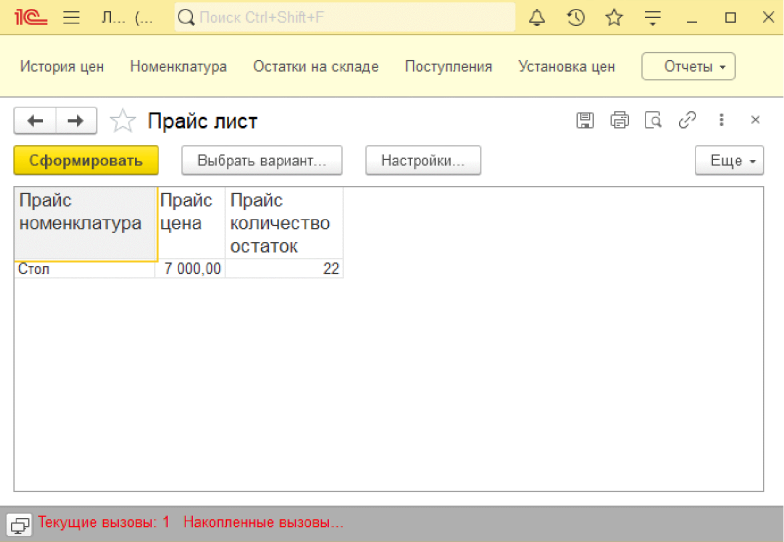 1С Л... (... Поиск Ctrl+Shift+F
История цен Номенклатура Остатки на складе Поступления Установка цен Отчеты
Прайс лист
Сформировать Выбрать вариант... Настройки... Еще
Прайс номенклатура Прайс цена Прайс количество остаток
Стол 7 000,00 22
Текущие вызовы: 1 Накопленные вызовы...